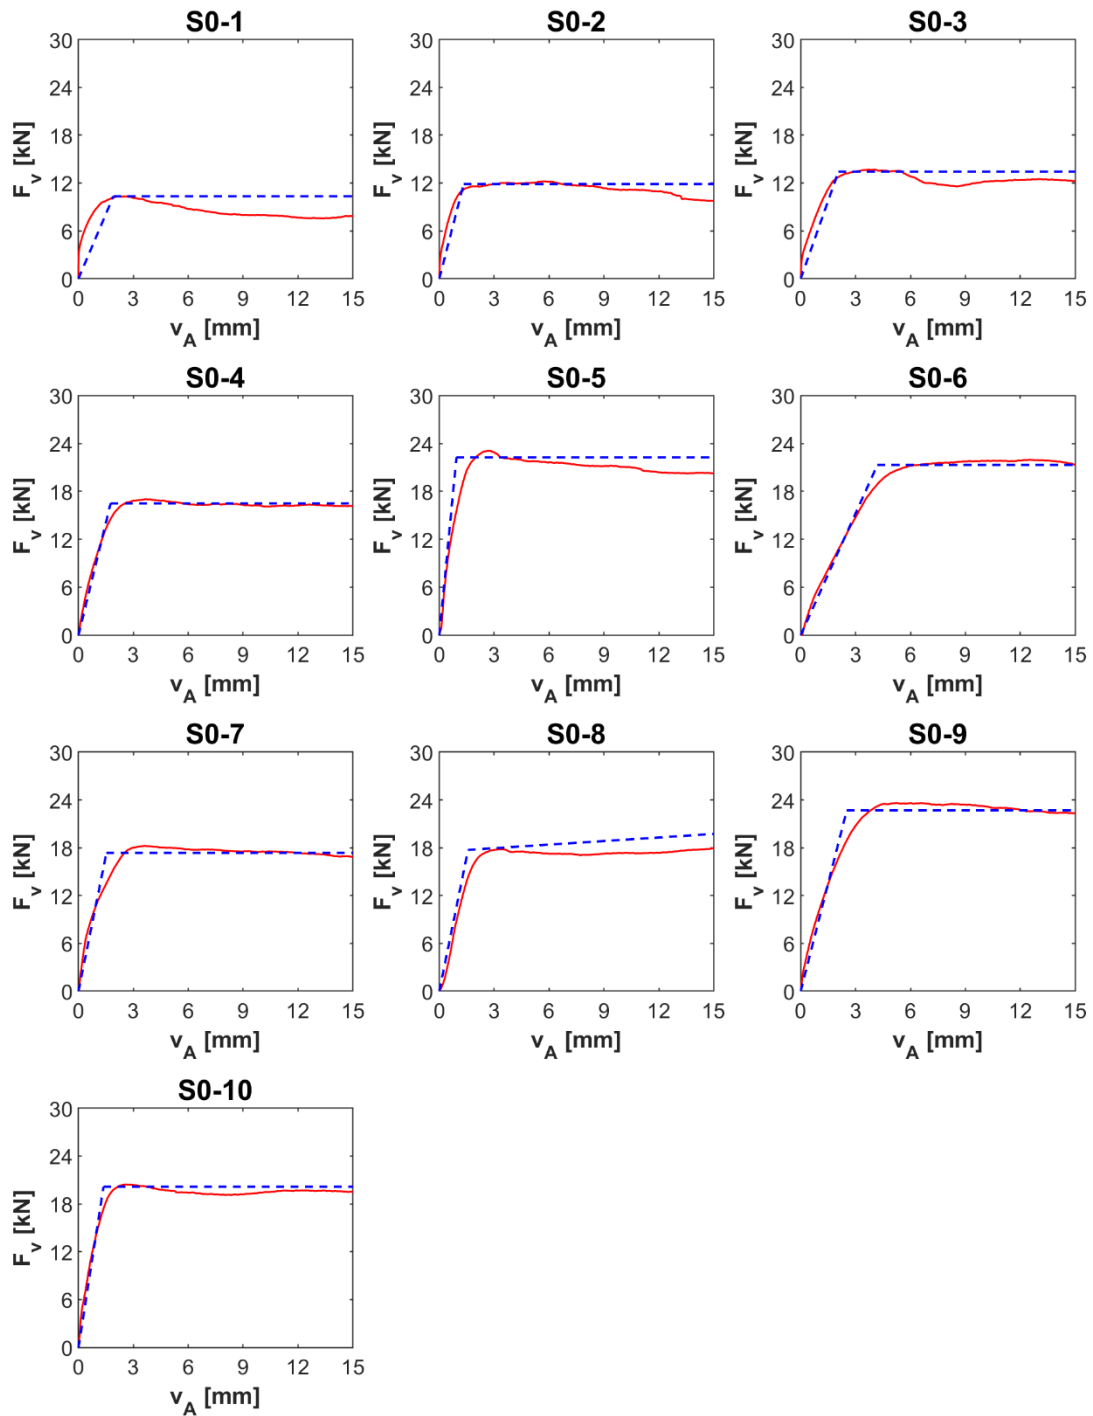 S0-1 S0-2 S0-3
30 30 30
24 24 24
18 18 18
12 12 12
6 6 6
0 0 0
F_v [kN] F_v [kN] F_v [kN]
0 3 6 9 12 15 0 3 6 9 12 15 0 3 6 9 12 15
v_A [mm] v_A [mm] v_A [mm]
S0-4 S0-5 S0-6
30 30 30
24 24 24
18 18 18
12 12 12
6 6 6
0 0 0
F_v [kN] F_v [kN] F_v [kN]
0 3 6 9 12 15 0 3 6 9 12 15 0 3 6 9 12 15
v_A [mm] v_A [mm] v_A [mm]
S0-7 S0-8 S0-9
30 30 30
24 24 24
18 18 18
12 12 12
6 6 6
0 0 0
F_v [kN] F_v [kN] F_v [kN]
0 3 6 9 12 15 0 3 6 9 12 15 0 3 6 9 12 15
v_A [mm] v_A [mm] v_A [mm]
S0-10
30
24
18
12
6
0
F_v [kN]
0 3 6 9 12 15
v_A [mm]